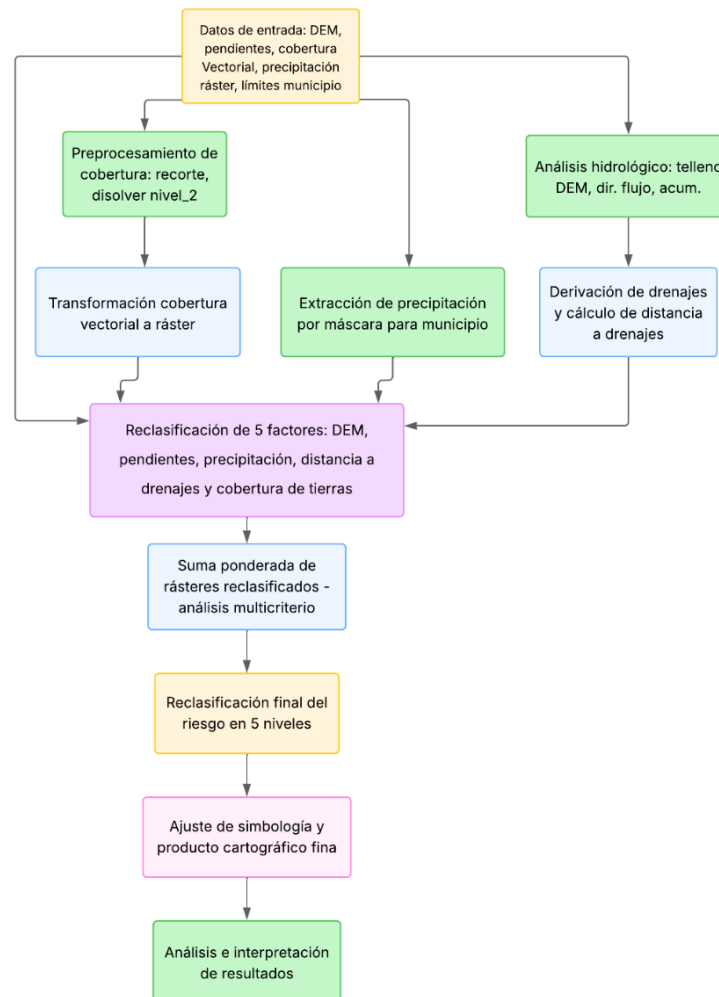 Datos de entrada: DEM,
pendientes, cobertura
Vectorial, precipitación
ráster, límites municipio
Preprocesamiento de
cobertura: recorte,
disolver nivel_2
Análisis hidrológico: telleno
DEM, dir. flujo, acum.
Transformación cobertura
vectorial a ráster
Extracción de precipitación
por máscara para municipio
Derivación de drenajes
y cálculo de distancia
a drenajes
Reclasificación de 5 factores: DEM,
pendientes, precipitación, distancia a
drenajes y cobertura de tierras
Suma ponderada de
rásteres reclasificados -
análisis multicriterio
Reclasificación final del
riesgo en 5 niveles
Ajuste de simbología y
producto cartográfico fina
Análisis e interpretación
de resultados